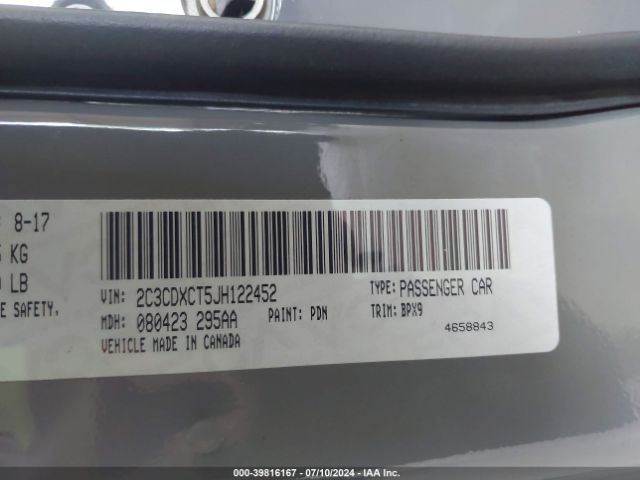 8-17
KG
LB
SAFETY.
VIN: 2C3CDXCT5JH122452
TYPE: PASSENGER CAR
MDH: 080423 295AA
PAINT: PDN
TRIM: BPX9
VEHICLE MADE IN CANADA
4658843
000-39816167 - 07/10/2024 - IAA Inc.